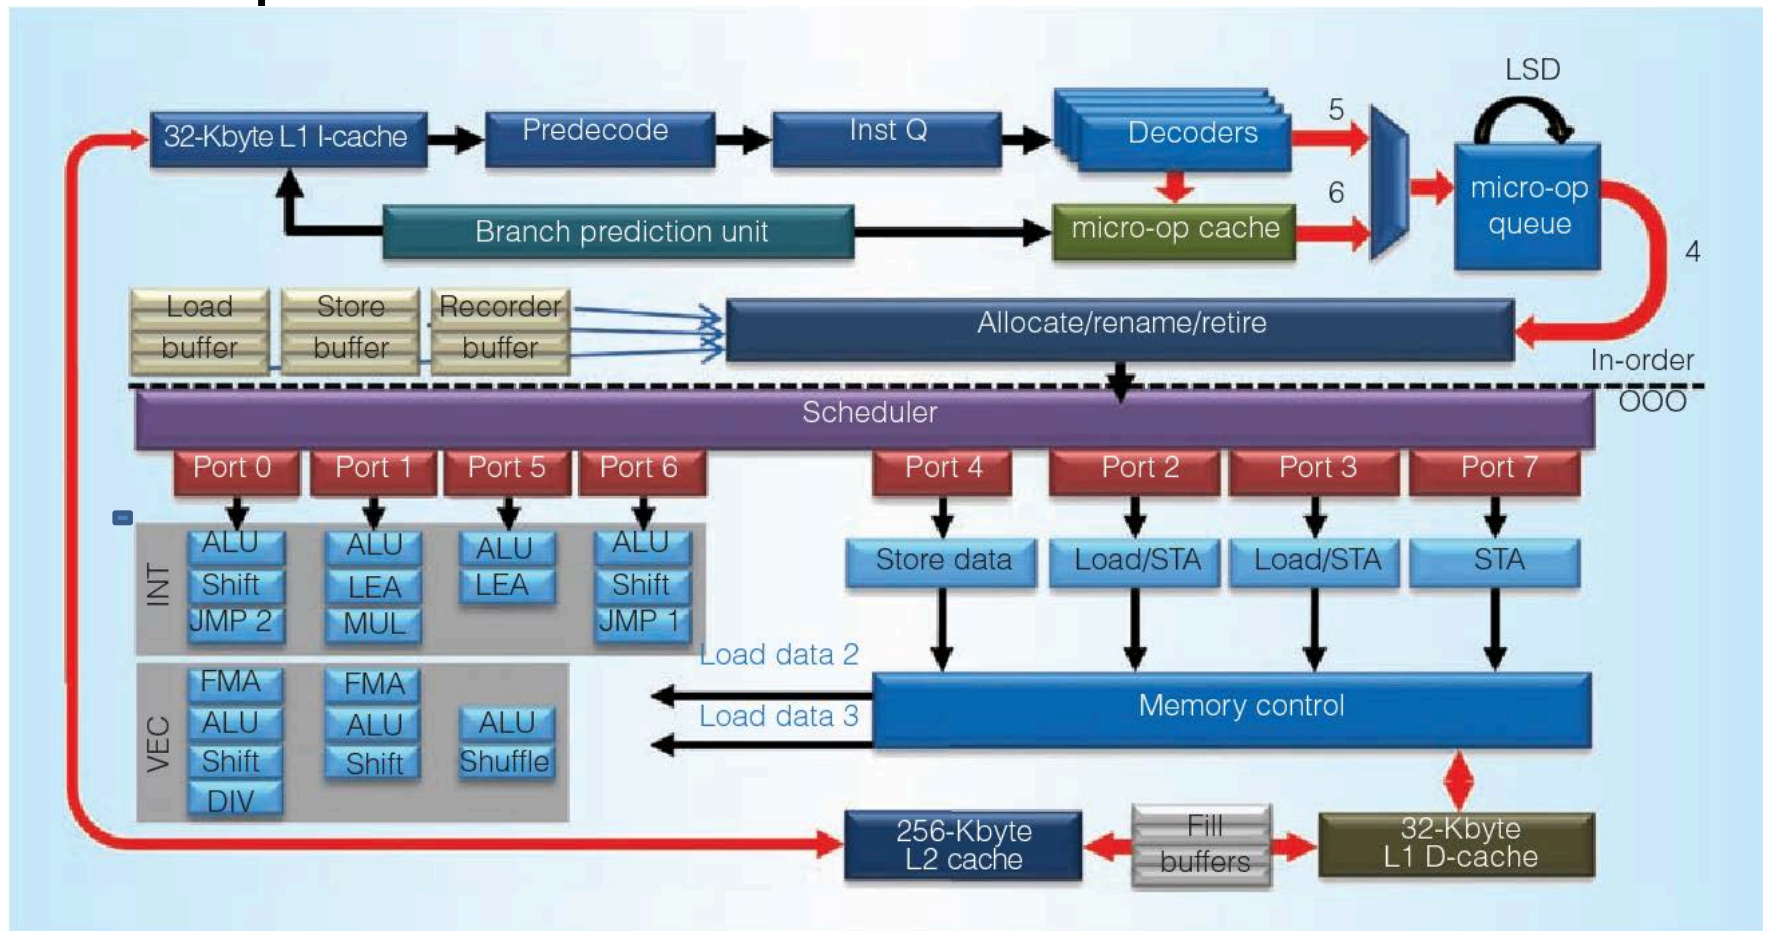 LSD
32-Kbyte L1 I-cache
Predecode
Inst Q
Decoders
5
6
micro-op
queue
Branch prediction unit
micro-op cache
4
Load
buffer
Store
buffer
Recorder
buffer
Allocate/rename/retire
In-order
OOO
Scheduler
Port 0
Port 1
Port 5
Port 6
Port 4
Port 2
Port 3
Port 7
INT
ALU
Shift
JMP 2
ALU
LEA
MUL
ALU
LEA
ALU
Shift
JMP 1
Store data
Load/STA
Load/STA
STA
VEC
FMA
ALU
Shift
DIV
FMA
ALU
Shift
ALU
Shuffle
Load data 2
Load data 3
Memory control
256-Kbyte
L2 cache
Fill
buffers
32-Kbyte
L1 D-cache